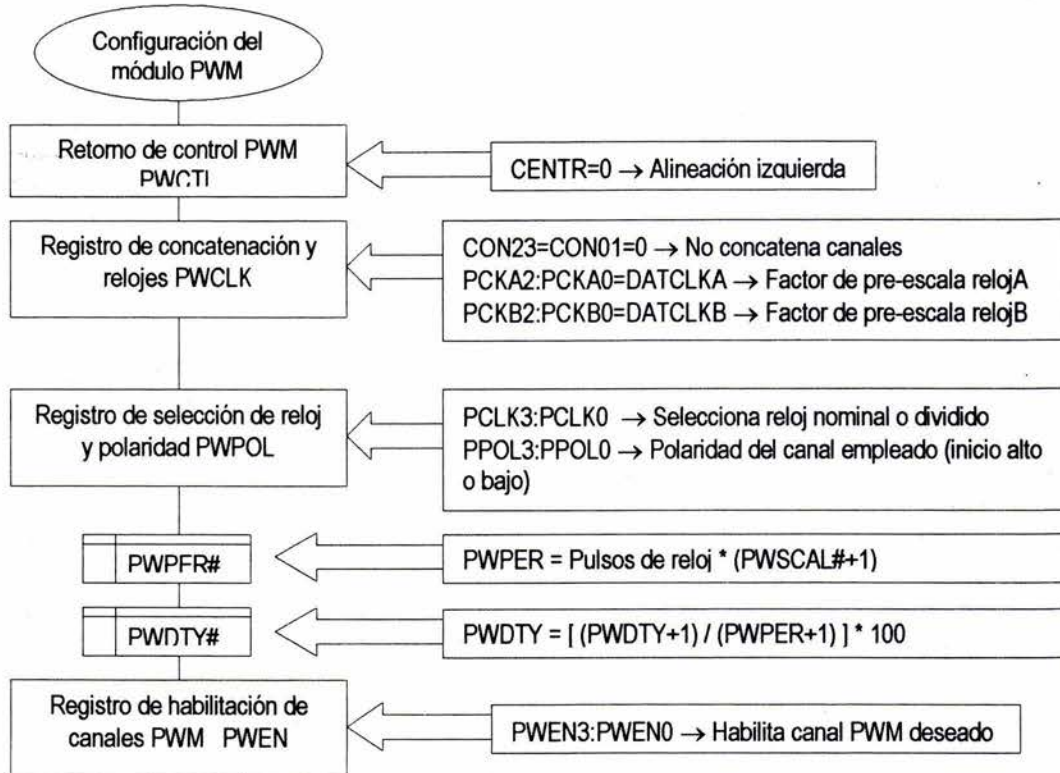 Configuración del
módulo PWM
Retorno de control PWM
PWCTL
CENTR=0 → Alineación izquierda
Registro de concatenación y
relojes PWCLK
CON23=CON01=0 → No concatena canales
PCKA2:PCKA0=DATCLKA → Factor de pre-escala relojA
PCKB2:PCKB0=DATCLKB → Factor de pre-escala relojB
Registro de selección de reloj
y polaridad PWPOL
PCLK3:PCLK0 → Selecciona reloj nominal o dividido
PPOL3:PPOL0 → Polaridad del canal empleado (inicio alto
o bajo)
PWPER#
PWPER = Pulsos de reloj * (PWSCAL#+1)
PWDTY#
PWDTY = [ (PWDTY+1) / (PWPER+1) ] * 100
Registro de habilitación de
canales PWM PWEN
PWEN3:PWEN0 → Habilita canal PWM deseado